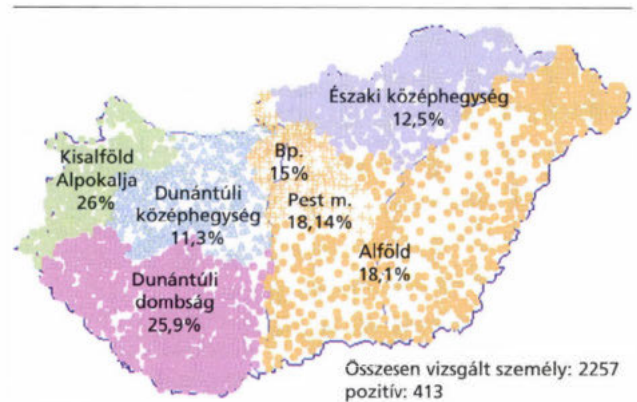 Északi középhegység
12,5%
Kisalföld
Alpokalja
26%
Bp.
15%
Dunántúli
középhegység
11,3%
Pest m.
18,14%
Alföld
18,1%
Dunántúli
dombság
25,9%
Összesen vizsgált személy: 2257
pozitív: 413